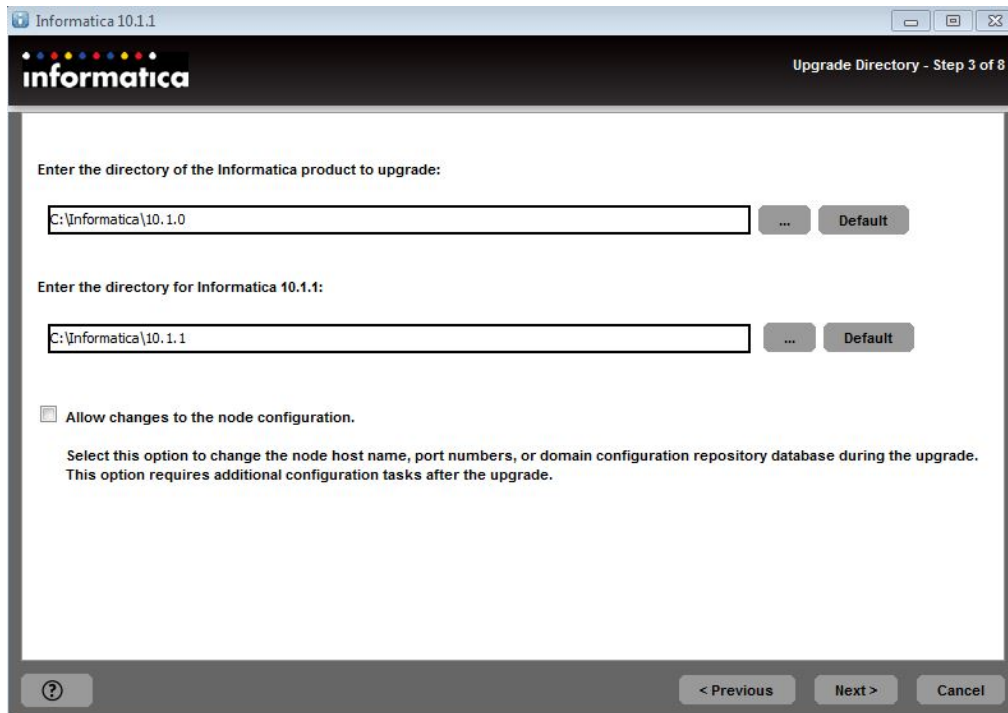 Informatica 10.1.1
informatica
Upgrade Directory - Step 3 of 8
Enter the directory of the Informatica product to upgrade:
C:\Informatica\10.1.0
...
Default
Enter the directory for Informatica 10.1.1:
C:\Informatica\10.1.1
...
Default
Allow changes to the node configuration.
Select this option to change the node host name, port numbers, or domain configuration repository database during the upgrade.
This option requires additional configuration tasks after the upgrade.
?
< Previous
Next >
Cancel